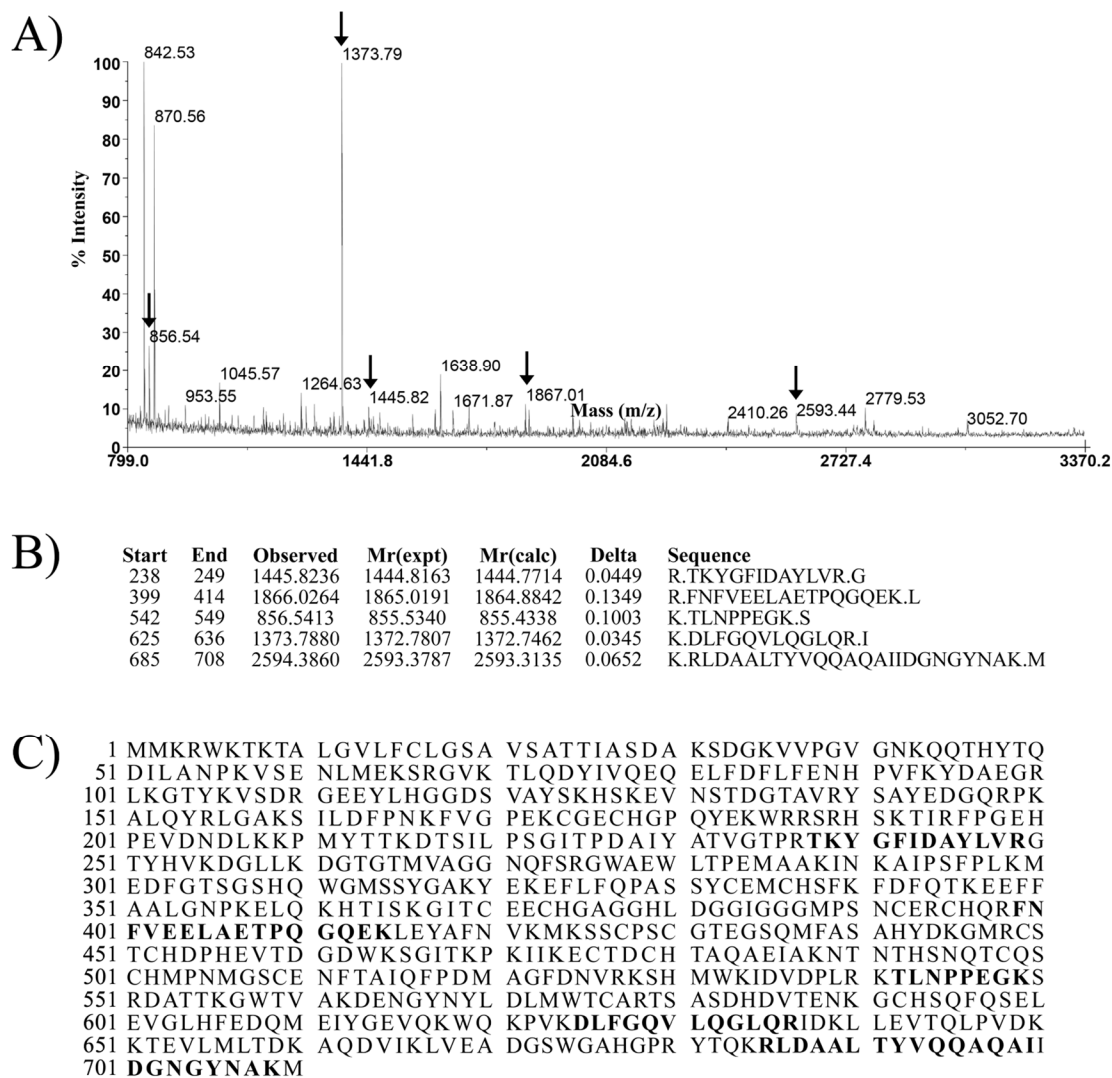 A)
842.53
1373.79
100
90
870.56
80
70
60
% Intensity
50
40
30
856.54
20
1045.57
1638.90
953.55
1264.63
1445.82
1867.01
1671.87
Mass (m/z)
2410.26
2593.44
2779.53
3052.70
10
0
799.0 1441.8 2084.6 2727.4 3370.2
B)
Start End Observed Mr(expt) Mr(calc) Delta Sequence
238 249 1445.8236 1444.8163 1444.7714 0.0449 R.TKYGFIDAYLVR.G
399 414 1866.0264 1865.0191 1864.8842 0.1349 R.FNFVEELAETPQGQEK.L
542 549 856.5413 855.5340 855.4338 0.1003 K.TLNPPEGK.S
625 636 1373.7880 1372.7807 1372.7462 0.0345 K.DLFGQVLQGLQR.I
685 708 2594.3860 2593.3787 2593.3135 0.0652 K.RLDAALTYVQQAQAIIDGNGYNAK.M
C)
1 MMKRWKTKTA LGVLFCLGSA VSATTIASDA KSDGKVVPGV GNKQQTHYTQ
51 DILANPKVSE NLMEKSRGVK TLQDYIVQEQ ELFDFLFENH PVFKYDAEGR
101 LKGTYKVSDR GEEYLHGGDS VAYSKHSKEV NSTDGTAVRY SAYEDGQRPK
151 ALQYRLGAKS ILDFPNKFVG PEKCGECHGP QYEKWRRSRH SKTIRFPGEH
201 PEVDNDLKKP MYTTKDTSIL PSGITPDAIY ATVGTPRTKY GFIDAYLVRG
251 TYHVKDGLLK DGTGTMVAGG NQFSRGWAEW LTPEMAAKIN KAIPSFPLKM
301 EDFGTSGSHQ WGMSSYGAKY EKEFLFQPAS SYCEMCHSFK FDFQTKEEFF
351 AALGNPKELQ KHTISKGITC EECHGAGGHL DGGIGGGMPS NCERCHQRFN
401 FVEELAETPQ GQEKLEYAFN VKMKSSCPSC GTEGSQMFAS AHYDKGMRCS
451 TCHDPHEVTD GDWKSGITKP KIIKECTDCH TAQAEIAKNT NTHSNQTCQS
501 CHMPNMGSCE NFTAIQFPDM AGFDNVRKSH MWKIDVDPLR KTLNPPEGKS
551 RDATTKGWTV AKDENGYNYL DLMWTCARTS ASDHDVTENK GCHSQFQSEL
601 EVGLHFEDQM EIYGEVQKWQ KPVKDLFGQV LQGLQRIDKL LEVTQLPVDK
651 KTEVLMLTDK AQDVIKLVEA DGSWGAHGPR YTQKRLDAAL TYVQQAQAII
701 DGNGYNAKM